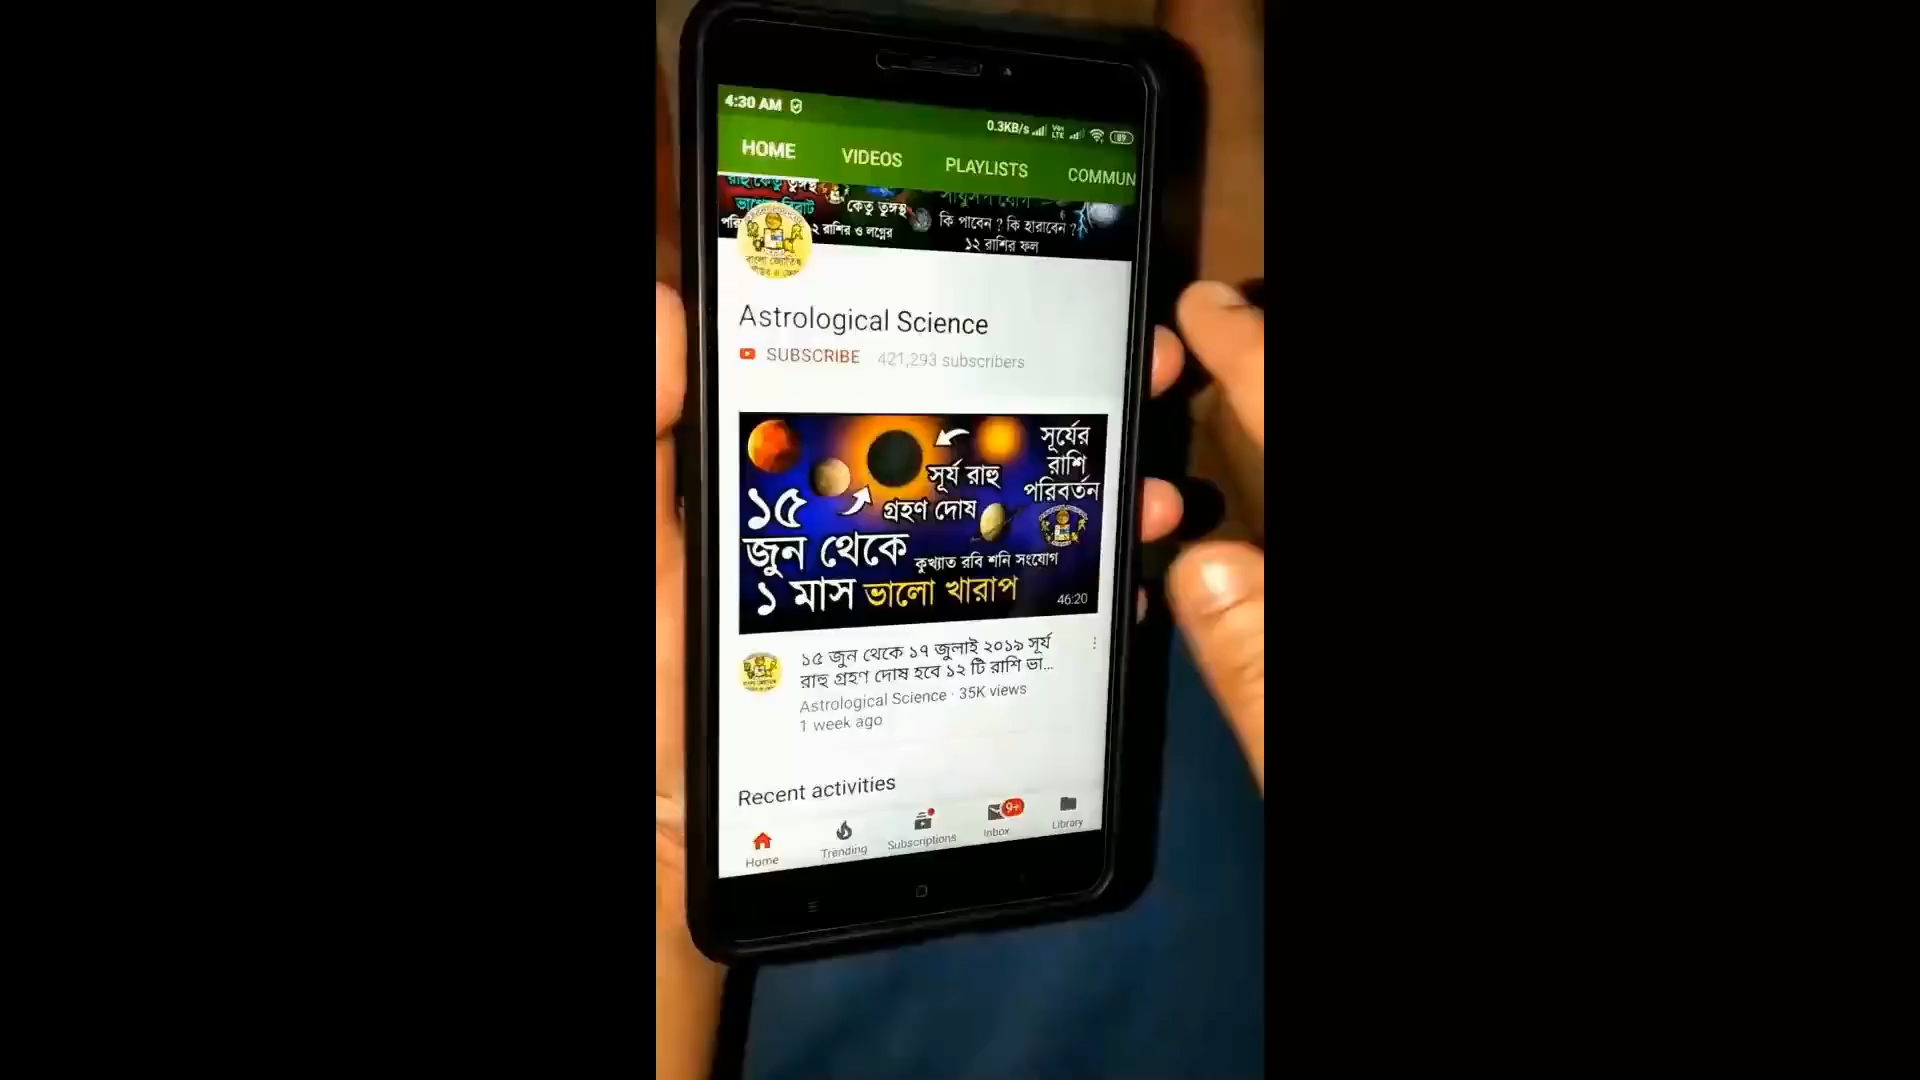 4:30 AM
0.3KB/s
HOME VIDEOS PLAYLISTS COMMUN
রাহু কেতু তুঙ্গস্থ
কেতু তুঙ্গস্থ
২ রাশির ও লগ্নের
কি পাবেন ? কি হারাবেন ?
১২ রাশির ফল
Astrological Science
SUBSCRIBE 421,293 subscribers
সূর্যের
রাশি
পরিবর্তন
সূর্য রাহু
গ্রহণ দোষ
১৫
জুন থেকে
কুখ্যাত রবি শনি সংযোগ
১ মাস ভালো খারাপ
46:20
১৫ জুন থেকে ১৭ জুলাই ২০১৯ সূর্য
রাহু গ্রহণ দোষ হবে ১২ টি রাশি ভা...
Astrological Science · 35K views
1 week ago
Recent activities
9+
Home Trending Subscriptions Inbox Library